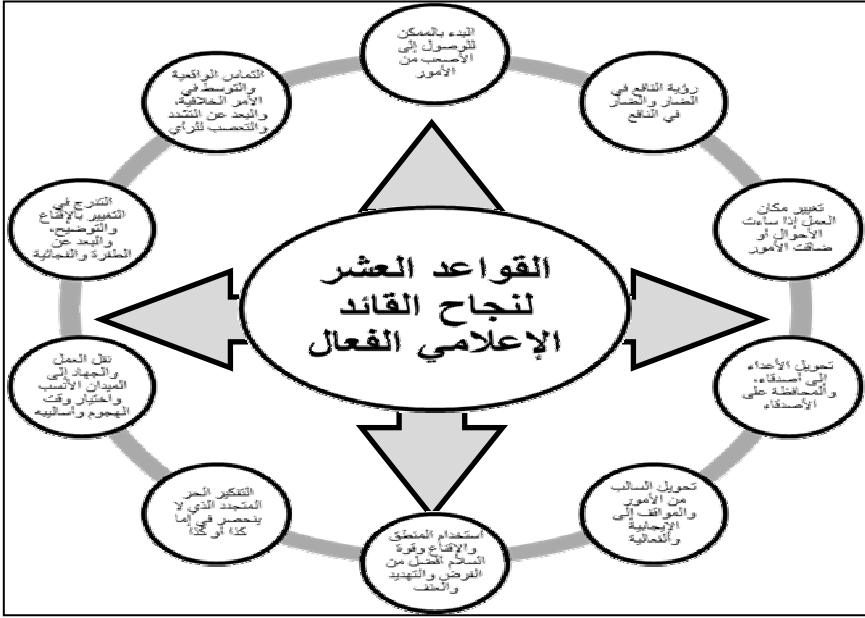 القواعد العشر
لنجاح القائد
الإعلامي الفعال
البدء بالممكن
للوصول إلى
الأصعب من
الأمور
رؤية النافع في
الضار والضار
في النافع
تغيير مكان
العمل إذا ساءت
الأحوال أو
ضاقت الأمور
تحويل الأعداء
إلى أصدقاء،
والمحافظة على
الأصدقاء
تحويل السالب
من الأمور
والمواقف إلى
الإيجابية
والفعالية
استخدام المنطق
والإقناع وقوة
السلام أفضل من
الفرض والتهديد
والعنف
التفكير الحر
المتجدد الذي لا
ينحصر في إما
كذا أو كذا
نقل العمل
والجهاد إلى
الميدان الأنسب
واختيار وقت
الهجوم وأساليبه
التدرج في
التغيير بالإقناع
والتوضيح،
والبعد عن
الطفرة والفجائية
التماس الواقعية
والتوسط في
الأمر الخلافية،
والبعد عن التشدد
والتعصب للرأي